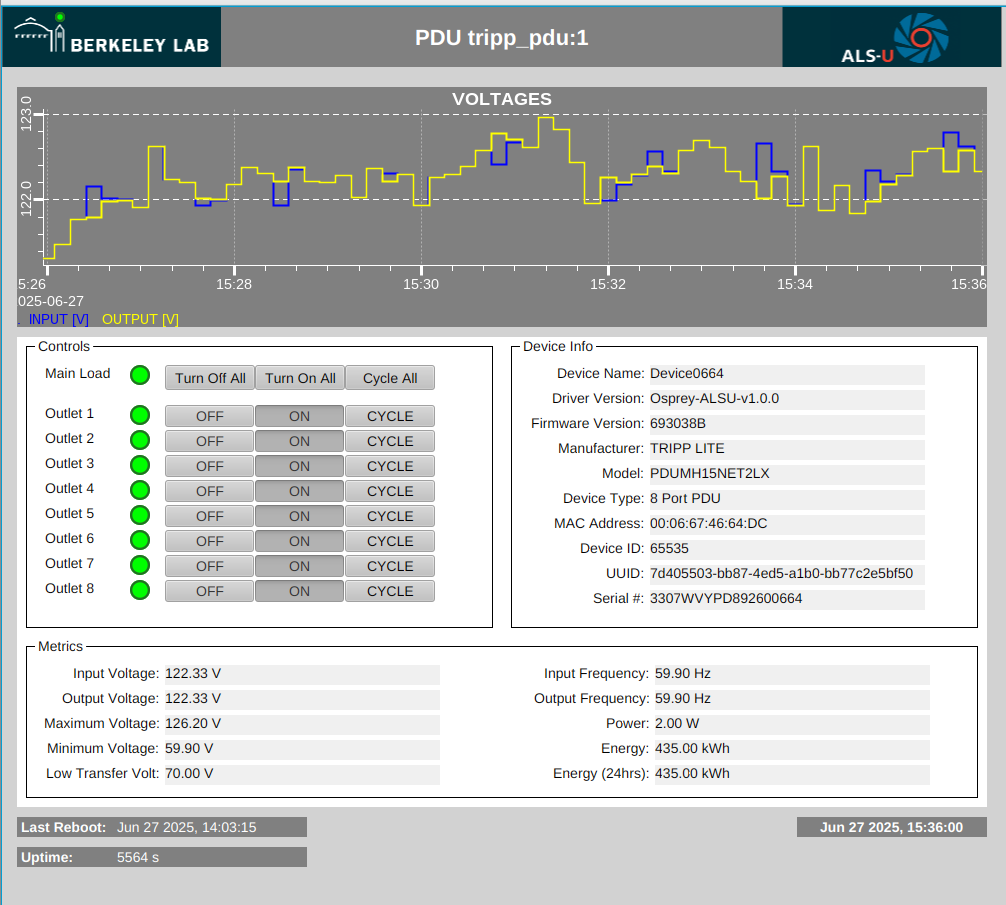 BERKELEY LAB
PDU tripp_pdu:1
ALS-U
VOLTAGES
123.0
122.0
5:26 15:28 15:30 15:32 15:34 15:36
025-06-27
INPUT [V] OUTPUT [V]
Controls
Main Load Turn Off All Turn On All Cycle All
Outlet 1 OFF ON CYCLE
Outlet 2 OFF ON CYCLE
Outlet 3 OFF ON CYCLE
Outlet 4 OFF ON CYCLE
Outlet 5 OFF ON CYCLE
Outlet 6 OFF ON CYCLE
Outlet 7 OFF ON CYCLE
Outlet 8 OFF ON CYCLE
Device Info
Device Name: Device0664
Driver Version: Osprey-ALSU-v1.0.0
Firmware Version: 693038B
Manufacturer: TRIPP LITE
Model: PDUMH15NET2LX
Device Type: 8 Port PDU
MAC Address: 00:06:67:46:64:DC
Device ID: 65535
UUID: 7d405503-bb87-4ed5-a1b0-bb77c2e5bf50
Serial #: 3307WVYPD892600664
Metrics
Input Voltage: 122.33 V
Output Voltage: 122.33 V
Maximum Voltage: 126.20 V
Minimum Voltage: 59.90 V
Low Transfer Volt: 70.00 V
Input Frequency: 59.90 Hz
Output Frequency: 59.90 Hz
Power: 2.00 W
Energy: 435.00 kWh
Energy (24hrs): 435.00 kWh
Last Reboot: Jun 27 2025, 14:03:15
Jun 27 2025, 15:36:00
Uptime: 5564 s